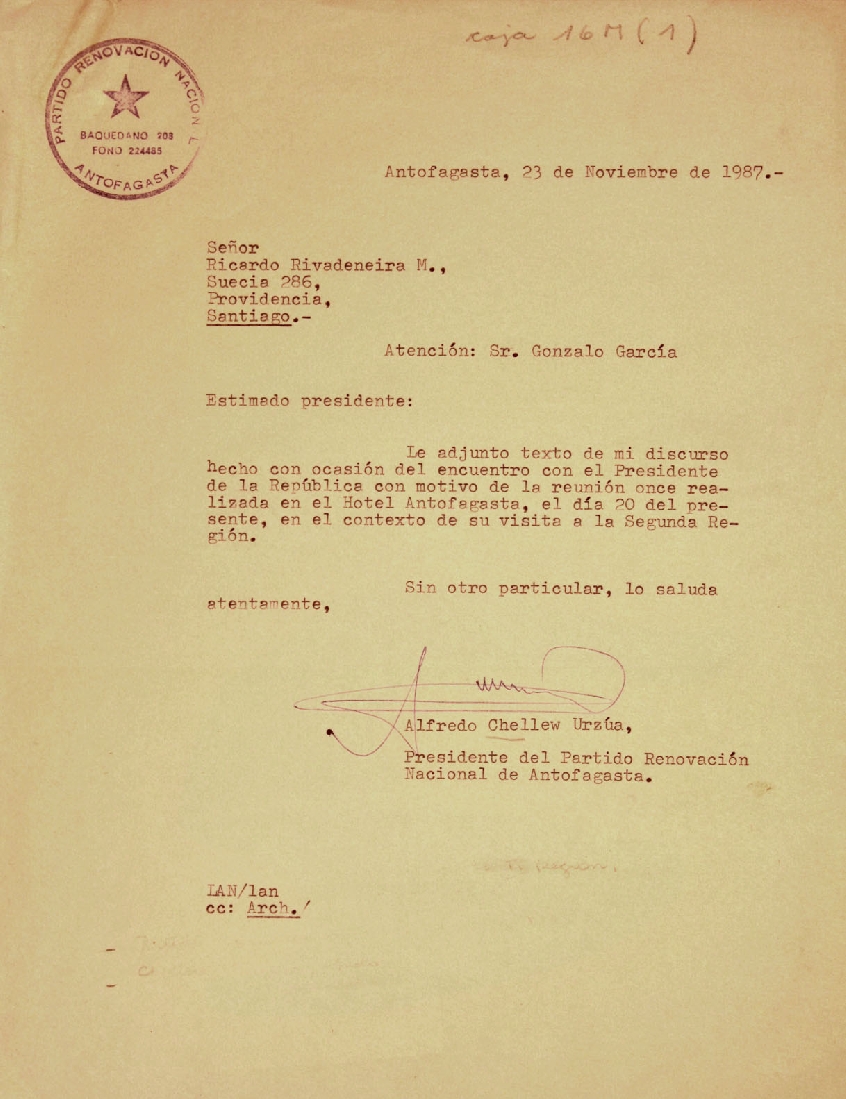 caja 16 M (1)
PARTIDO RENOVACION NACION L
BAQUEDANO 208
FONO 224485
ANTOFAGASTA
Antofagasta, 23 de Noviembre de 1987.-
Señor
Ricardo Rivadeneira M.,
Suecia 286,
Providencia,
Santiago.-
Atención: Sr. Gonzalo García
Estimado presidente:
Le adjunto texto de mi discurso
hecho con ocasión del encuentro con el Presidente
de la República con motivo de la reunión once rea-
lizada en el Hotel Antofagasta, el día 20 del pre-
sente, en el contexto de su visita a la Segunda Re-
gión.
Sin otro particular, lo saluda
atentamente,
Alfredo Chellew Urzúa,
Presidente del Partido Renovación
Nacional de Antofagasta.
LAN/lan
cc: Arch./